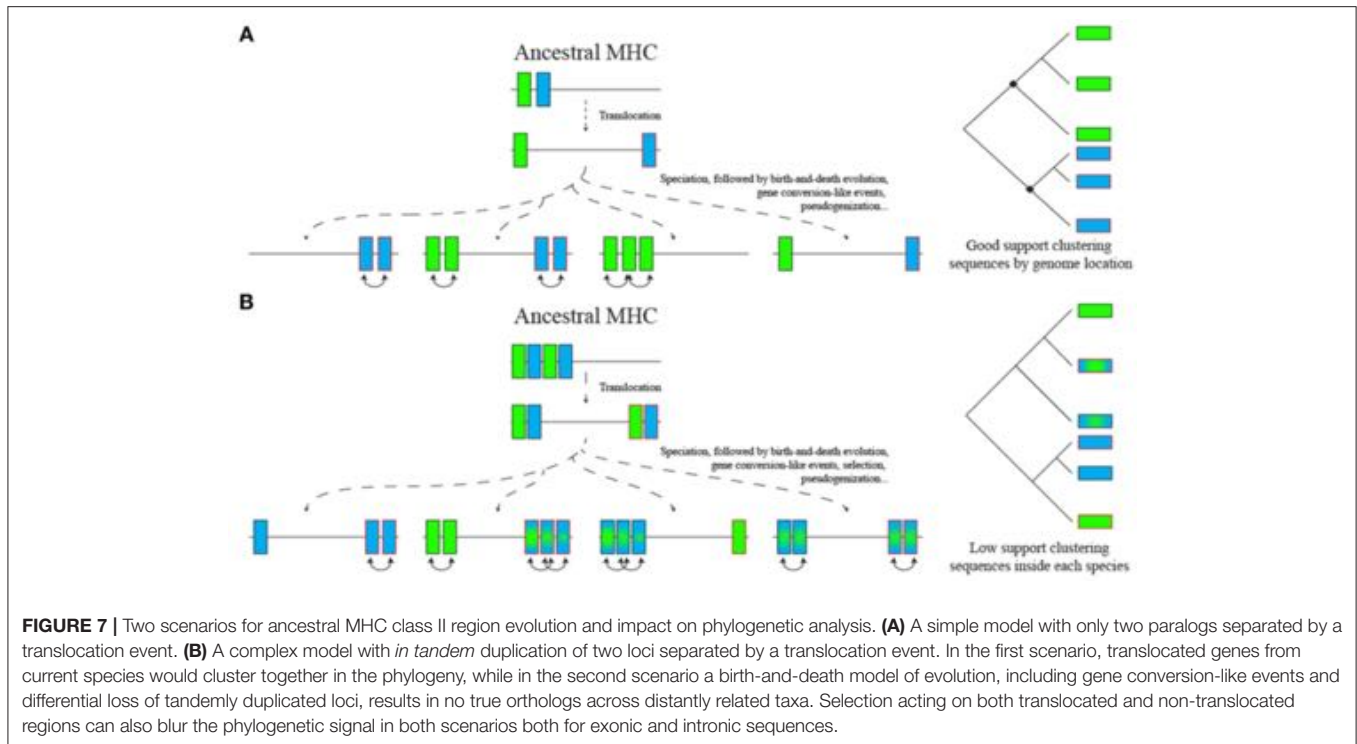 A
Ancestral MHC
Translocation
Speciation, followed by birth-and-death evolution,
gene conversion-like events,
pseudogenization...
Good support clustering
sequences by genome location
B
Ancestral MHC
Translocation
Speciation, followed by birth-and-death evolution,
gene conversion-like events, selection,
pseudogenization...
Low support clustering
sequences inside each species
FIGURE 7 | Two scenarios for ancestral MHC class II region evolution and impact on phylogenetic analysis. (A) A simple model with only two paralogs separated by a
translocation event. (B) A complex model with in tandem duplication of two loci separated by a translocation event. In the first scenario, translocated genes from
current species would cluster together in the phylogeny, while in the second scenario a birth-and-death model of evolution, including gene conversion-like events and
differential loss of tandemly duplicated loci, results in no true orthologs across distantly related taxa. Selection acting on both translocated and non-translocated
regions can also blur the phylogenetic signal in both scenarios both for exonic and intronic sequences.